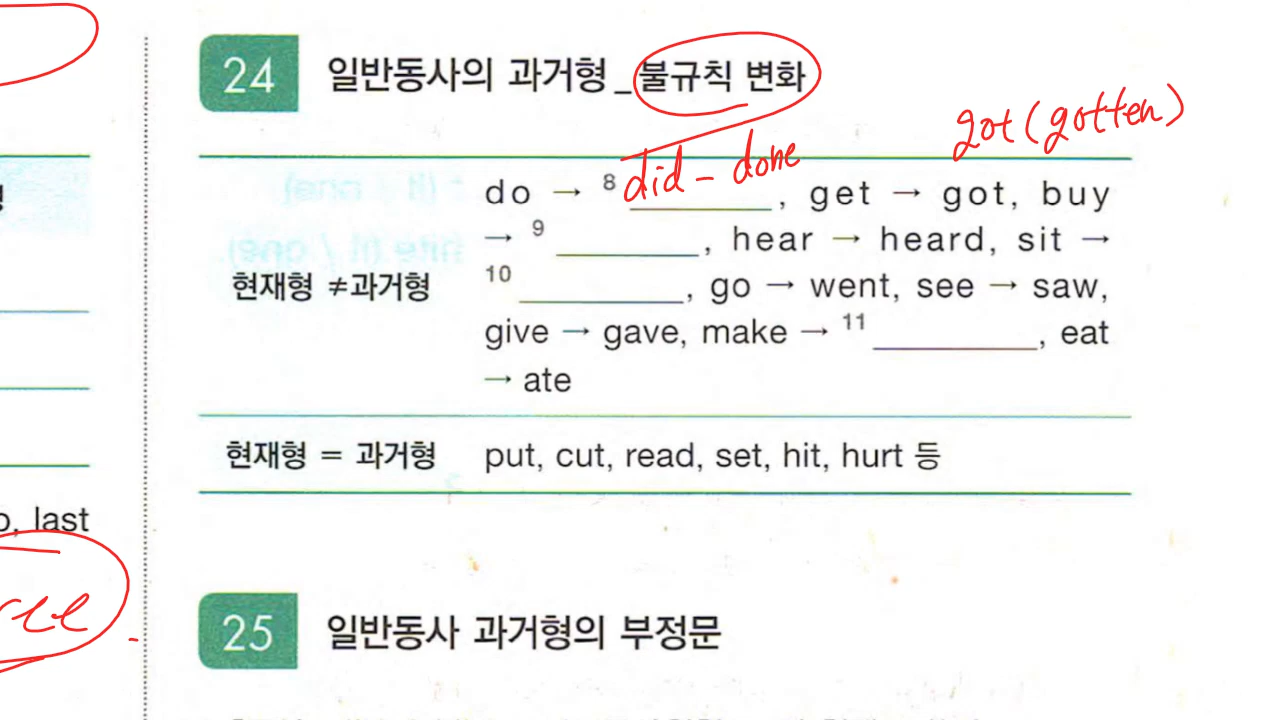 24 일반동사의 과거형_불규칙 변화
got (gotten)
did - done
do → 8 ________, get → got, buy
→ 9 ________, hear → heard, sit →
현재형 ≠과거형
10 ________, go → went, see → saw,
give → gave, make → 11 ________, eat
→ ate
현재형 = 과거형 put, cut, read, set, hit, hurt 등
last
25 일반동사 과거형의 부정문